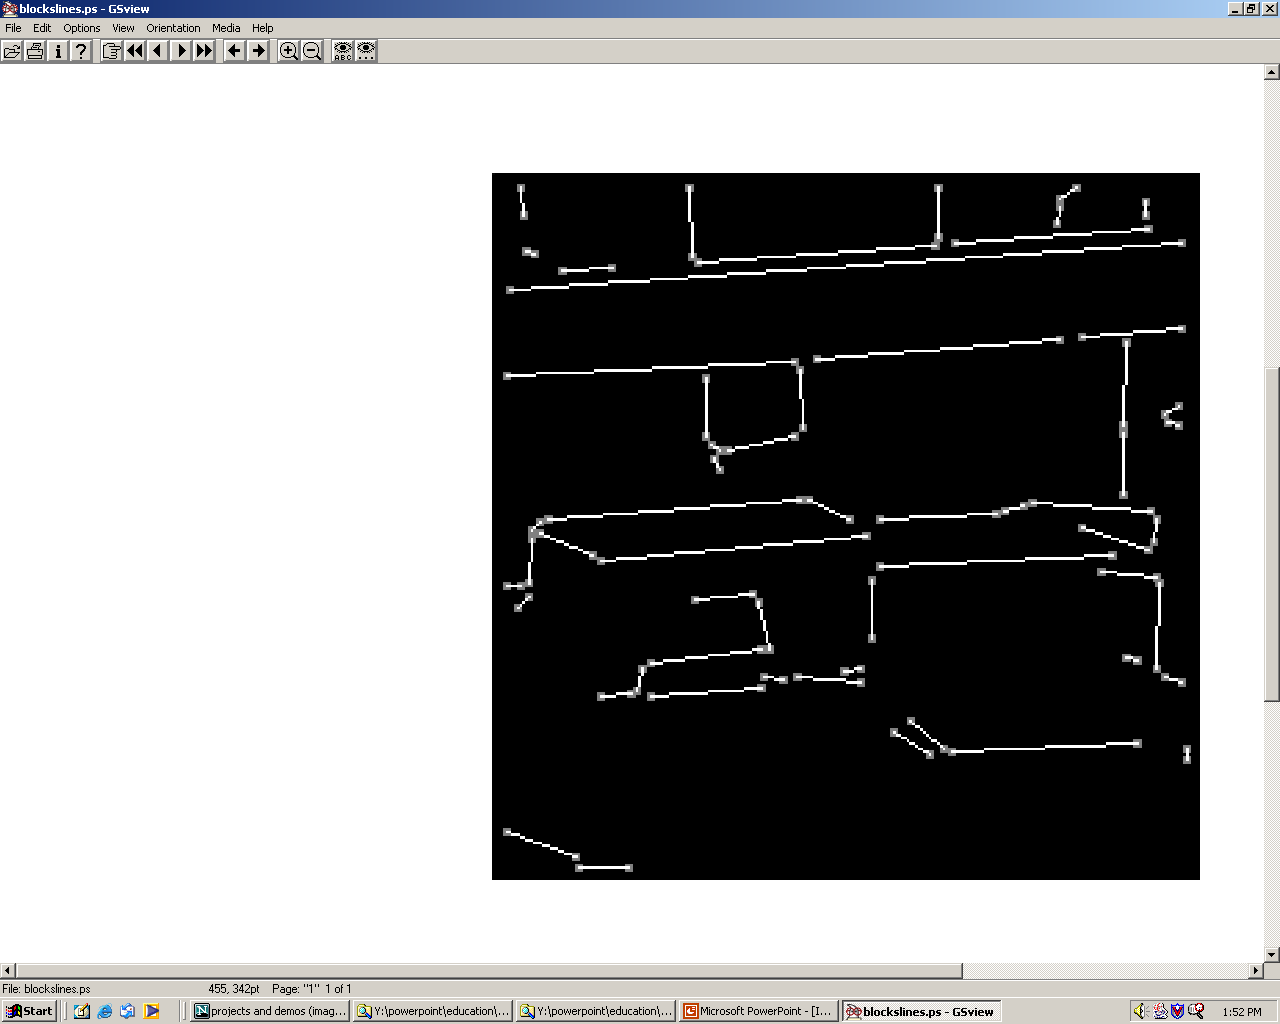 blockslines.ps - GSview
File Edit Options View Orientation Media Help
i ? ABC
File: blockslines.ps 455, 342pt Page: "1" 1 of 1
Start projects and demos (imag... Y:\powerpoint\education\... Y:\powerpoint\education\... Microsoft PowerPoint - [I... blockslines.ps - GSview 1:52 PM